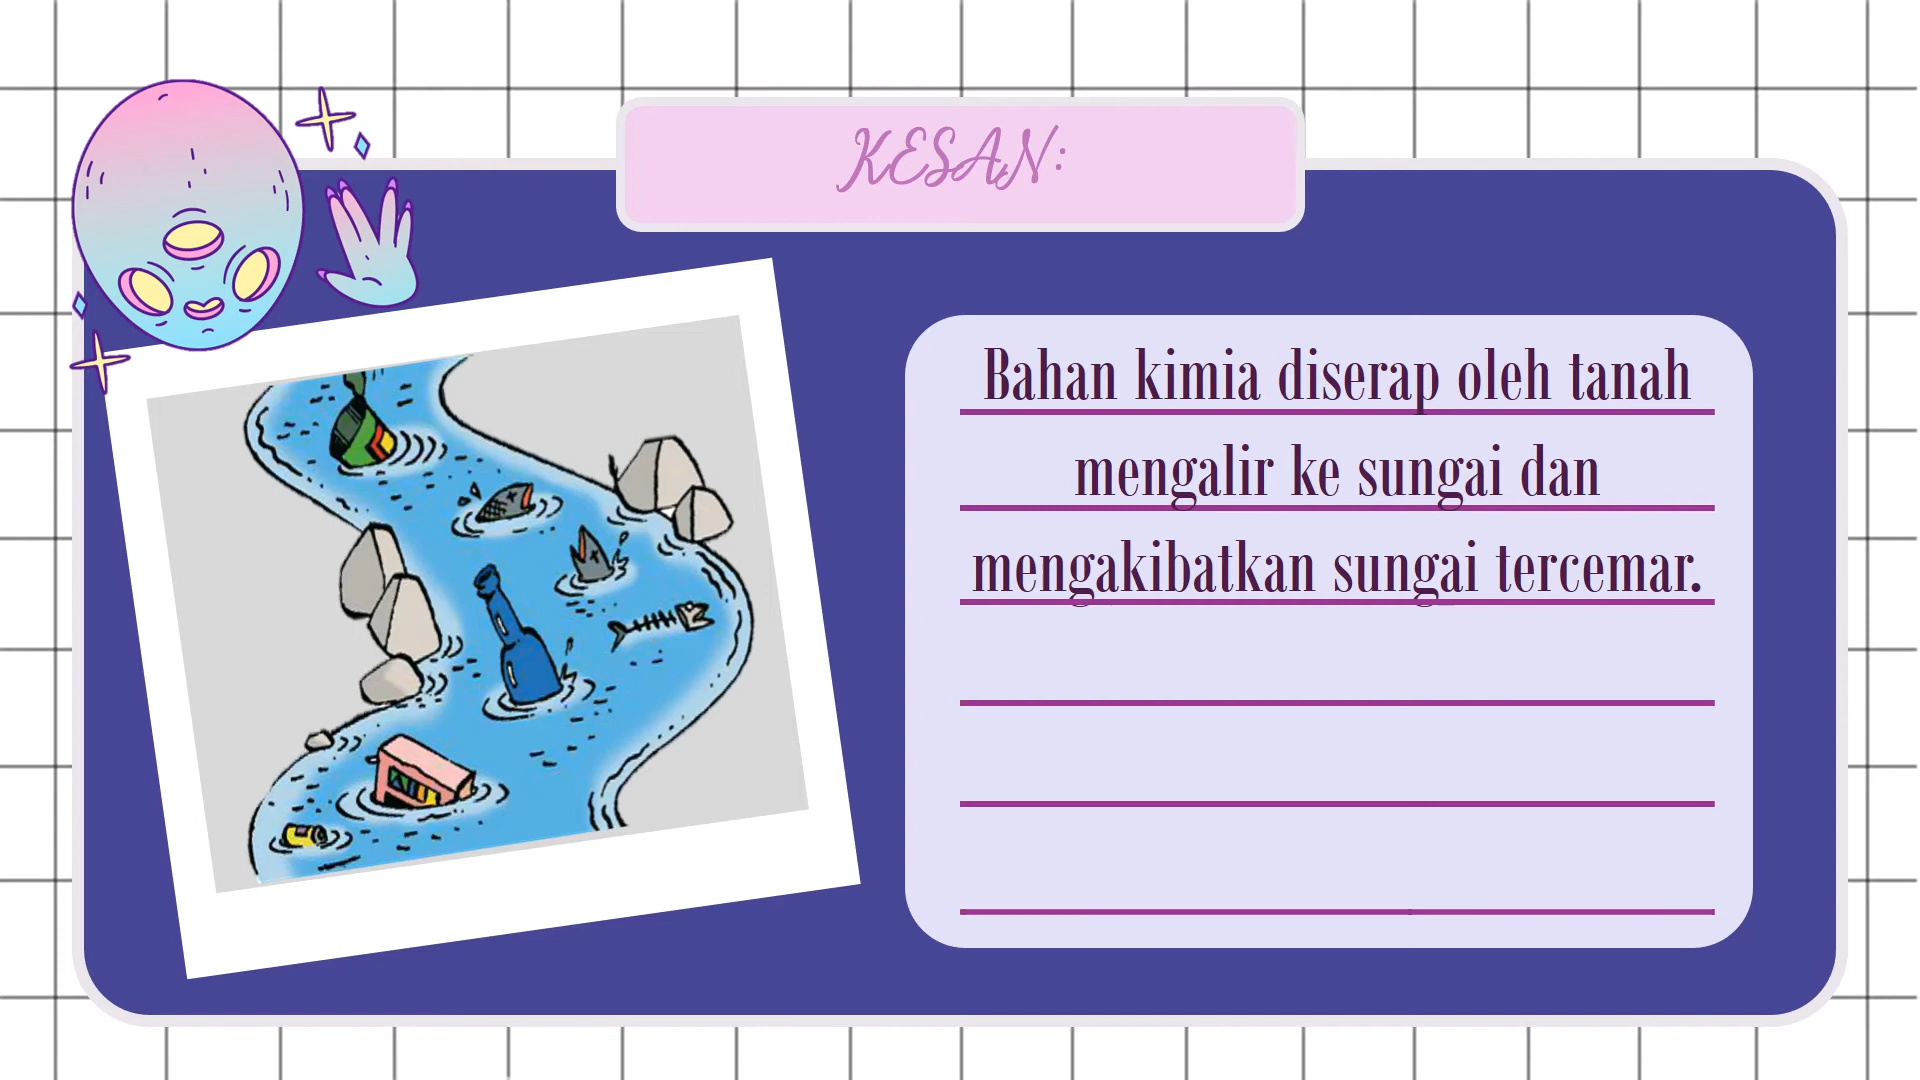 KESAN:
Bahan kimia diserap oleh tanah
mengalir ke sungai dan
mengakibatkan sungai tercemar.